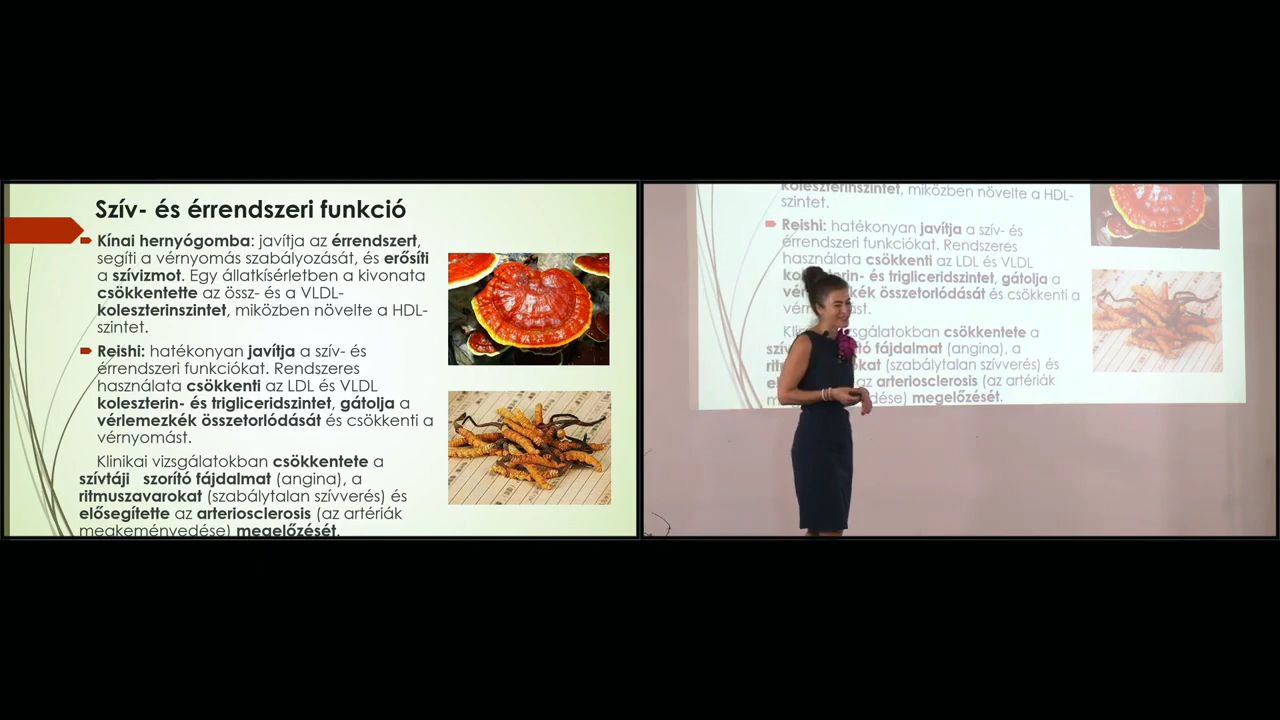 Szív- és érrendszeri funkció
Kínai hernyógomba: javítja az érrendszert,
segíti a vérnyomás szabályozását, és erősíti
a szívizmot. Egy állatkísérletben a kivonata
csökkentette az össz- és a VLDL-
koleszterinszintet, miközben növelte a HDL-
szintet.
Reishi: hatékonyan javítja a szív- és
érrendszeri funkciókat. Rendszeres
használata csökkenti az LDL és VLDL
koleszterin- és trigliceridszintet, gátolja a
vérlemezkék összetorlódását és csökkenti a
vérnyomást.
Klinikai vizsgálatokban csökkentete a
szívtáji szorító fájdalmat (angina), a
ritmuszavarokat (szabálytalan szívverés) és
elősegítette az arteriosclerosis (az artériák
megkeményedése) megelőzését.
koleszterinszintet, miközben növelte a HDL-
szintet.
Reishi: hatékonyan javítja a szív- és
érrendszeri funkciókat. Rendszeres
használata csökkenti az LDL és VLDL
koleszterin- és trigliceridszintet, gátolja a
vérlemezkék összetorlódását és csökkenti a
vérnyomást.
Klinikai vizsgálatokban csökkentete a
fájdalmat (angina), a
(szabálytalan szívverés) és
az arteriosclerosis (az artériák
megelőzését.